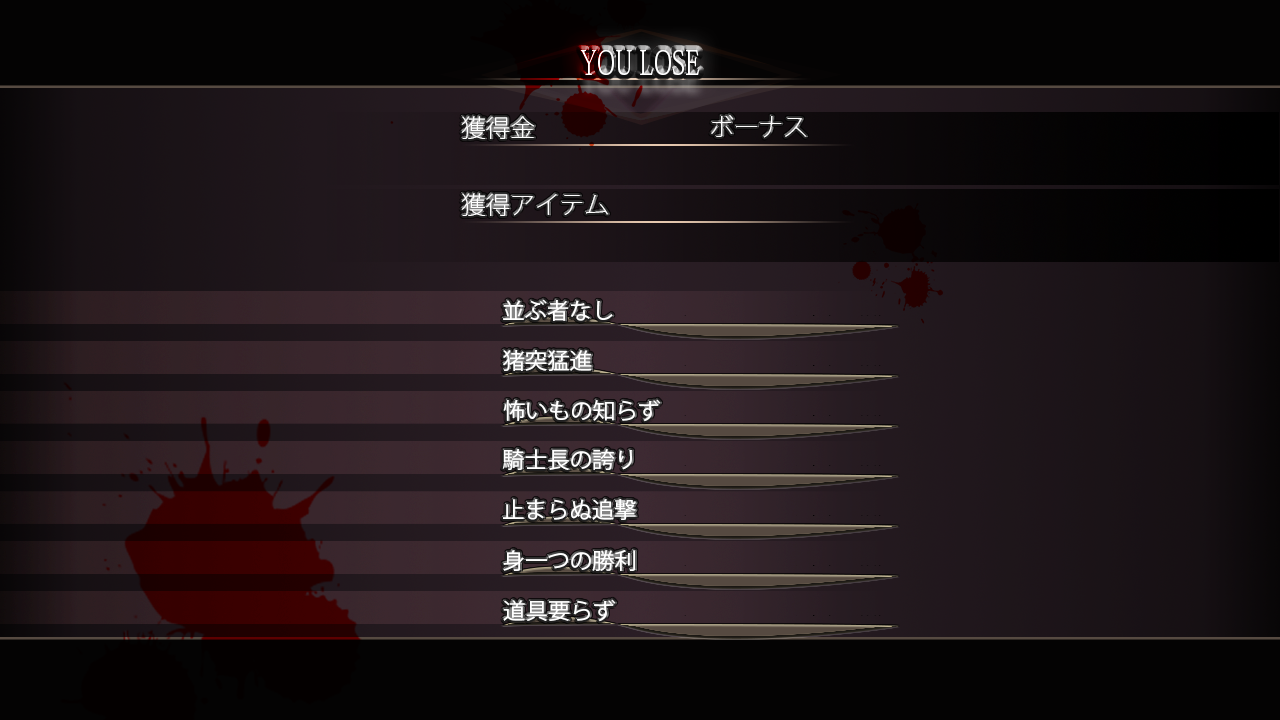 YOU LOSE
獲得金 ボーナス
獲得アイテム
並ぶ者なし
猪突猛進
怖いもの知らず
騎士長の誇り
止まらぬ追撃
身一つの勝利
道具要らず